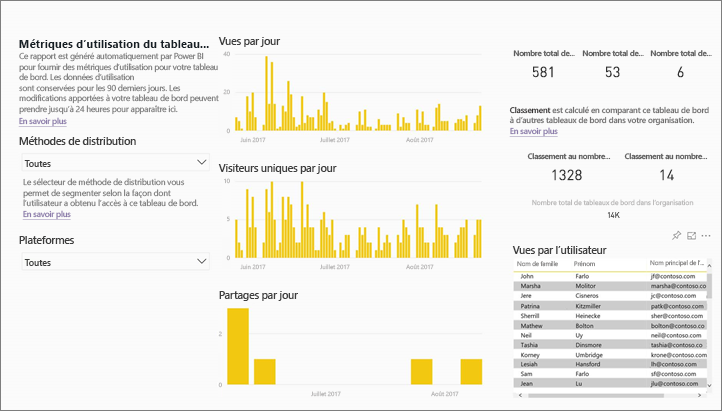 Métriques d'utilisation du tableau...
Ce rapport est généré automatiquement par Power BI
pour fournir des métriques d'utilisation pour votre tableau
de bord. Les données d'utilisation
sont conservées pour les 90 derniers jours. Les
modifications apportées à votre tableau de bord peuvent
prendre jusqu'à 24 heures pour apparaître ici.
En savoir plus
Méthodes de distribution
Toutes
Le sélecteur de méthode de distribution vous
permet de segmenter selon la façon dont
l'utilisateur a obtenu l'accès à ce tableau de bord.
En savoir plus
Plateformes
Toutes
Vues par jour
40
20
0
Juin 2017 Juillet 2017 Août 2017
Visiteurs uniques par jour
10
5
0
Juin 2017 Juillet 2017 Août 2017
Partages par jour
2
0
Juillet 2017 Août 2017
Nombre total de... Nombre total de... Nombre total de...
581 53 6
Classement est calculé en comparant ce tableau de bord
à d'autres tableaux de bord dans votre organisation.
En savoir plus
Classement au nombre... Classement au nombre...
1328 14
Nombre total de tableaux de bord dans l'organisation
14K
Vues par l'utilisateur
Nom de famille Prénom Nom principal de l'...
John Farlo jf@contoso.com
Marsha Molitor marsha@contoso.co
Jere Cisneros jc@contoso.com
Patrina Kitzmiller patk@contoso.com
Sherrill Heinecke sher@contoso.com
Mathew Bolton bolton@contoso.co
Neil Uy neil@contoso.com
Tashia Dinsmore tashia@contoso.co
Korney Umbridge krone@contoso.com
Lesiah Hansford lh@contoso.com
Sam Farlo sf@contoso.com
Jean Lu jlu@contoso.com